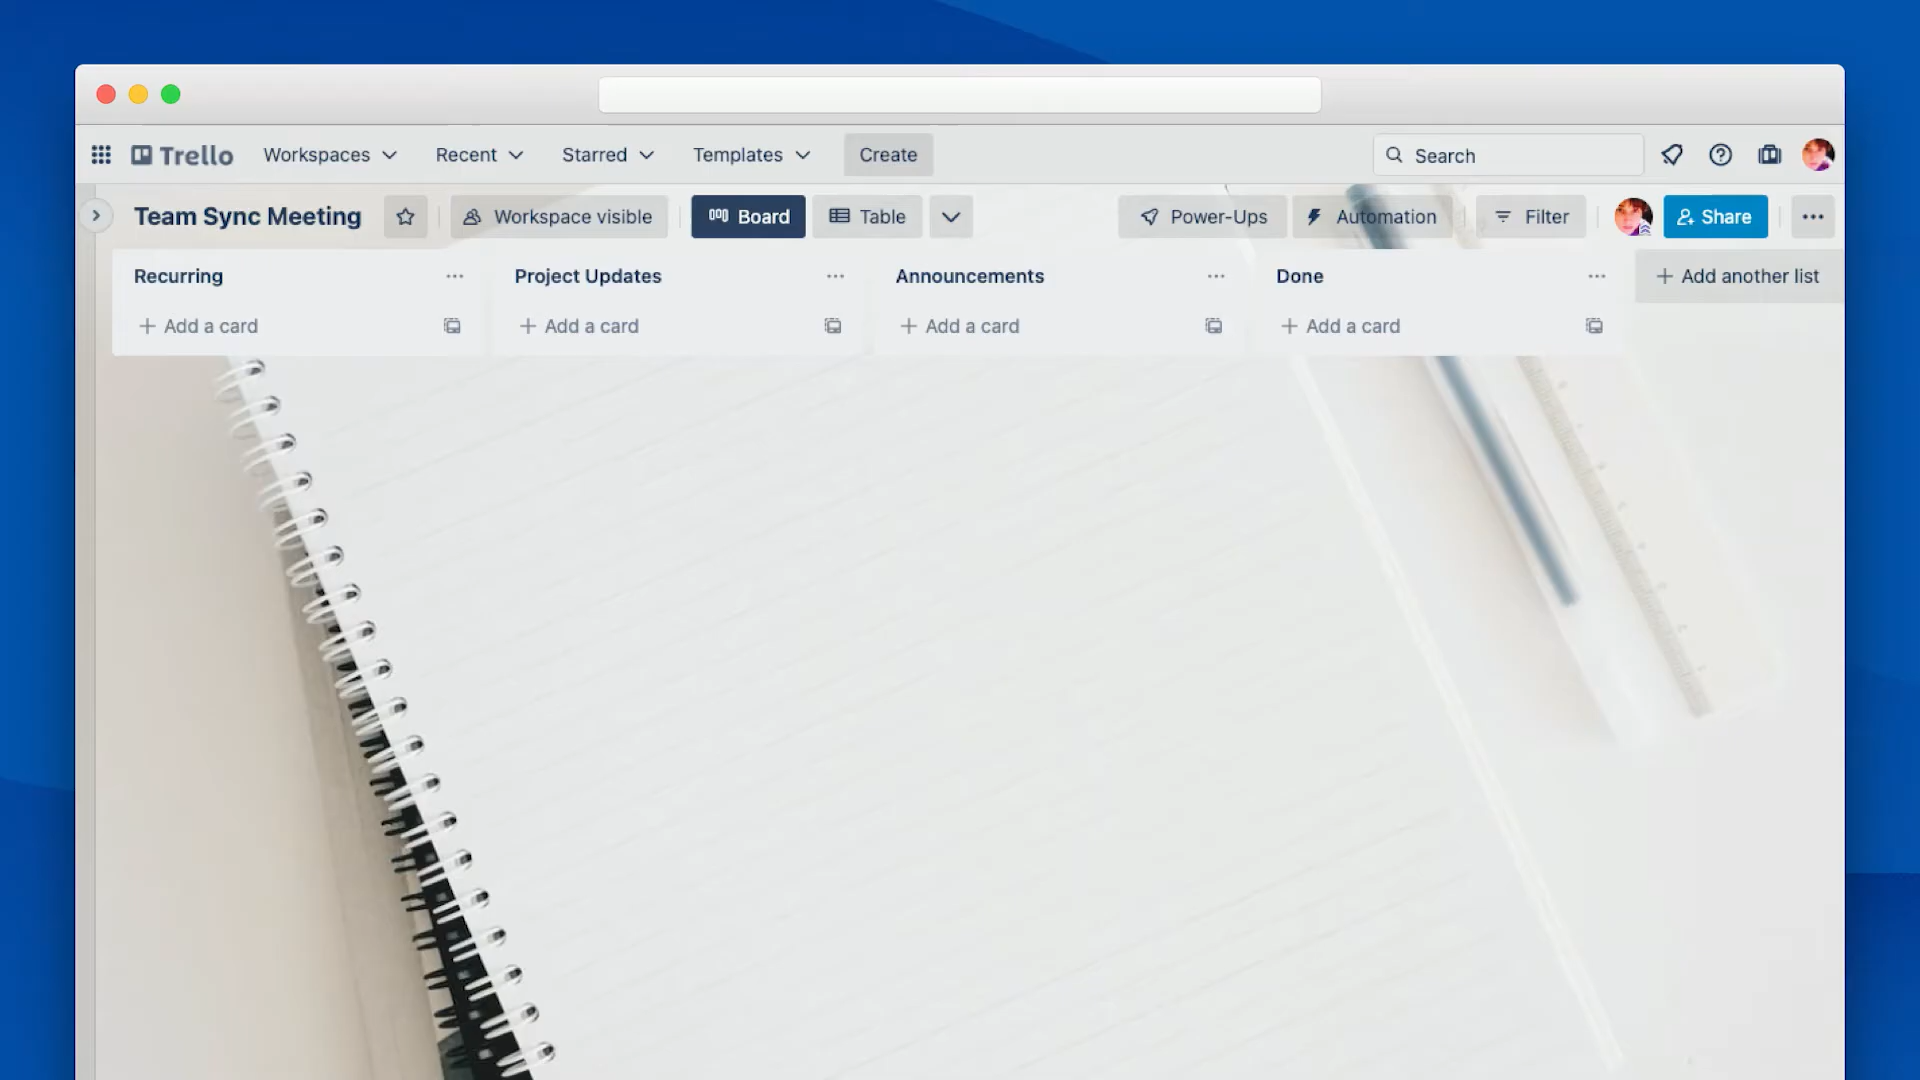 Trello Workspaces Recent Starred Templates Create Search
Team Sync Meeting Workspace visible Board Table Power-Ups Automation Filter Share
Recurring Project Updates Announcements Done + Add another list
+ Add a card + Add a card + Add a card + Add a card